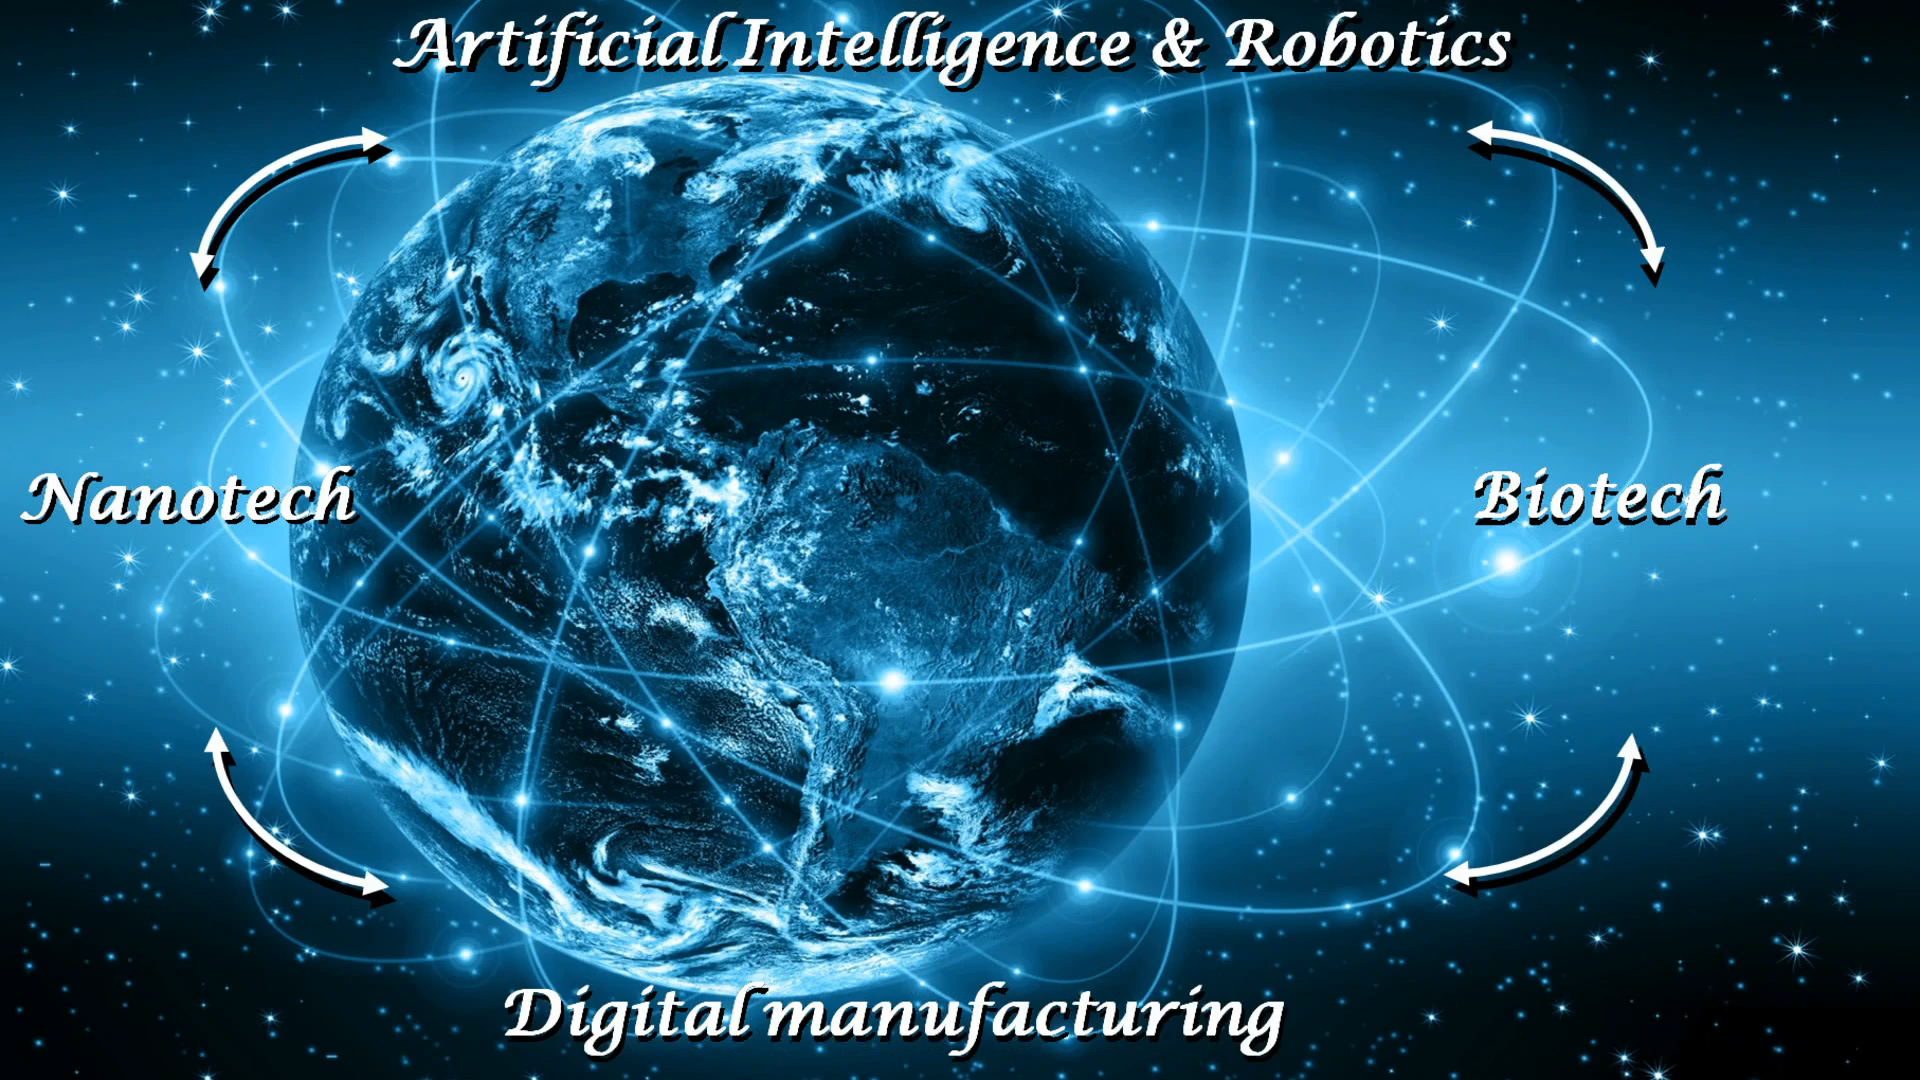 Artificial Intelligence & Robotics
Nanotech
Biotech
Digital manufacturing